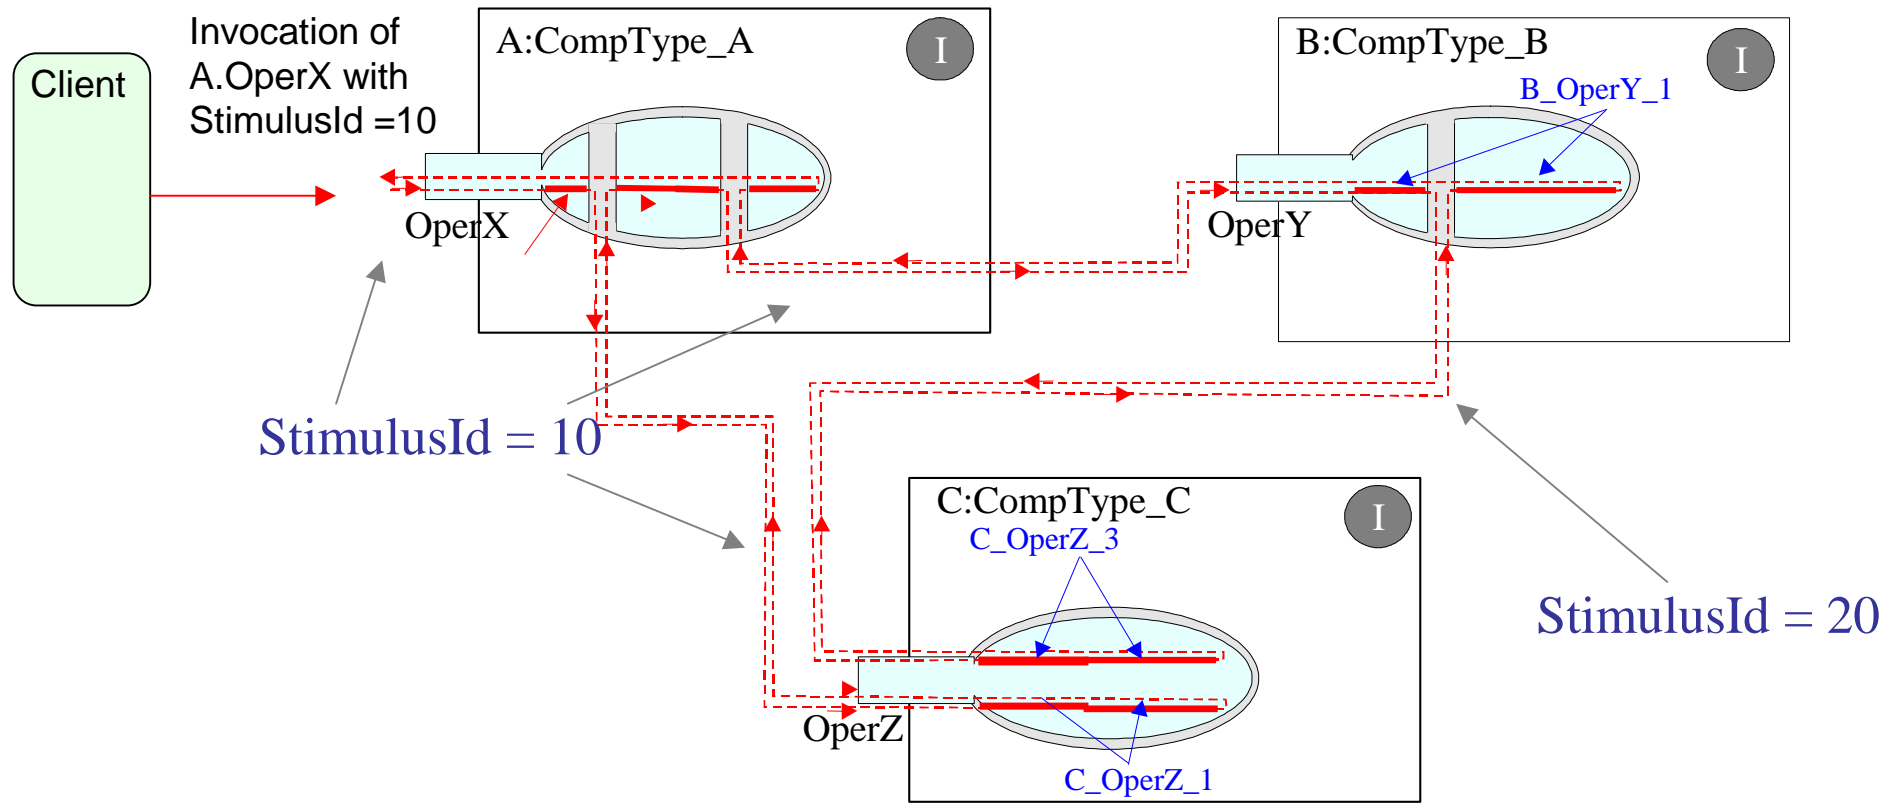 Client
Invocation of
A.OperX with
StimulusId =10
A:CompType_A
I
OperX
B:CompType_B
I
B_OperY_1
OperY
StimulusId = 10
C:CompType_C
I
C_OperZ_3
OperZ
C_OperZ_1
StimulusId = 20